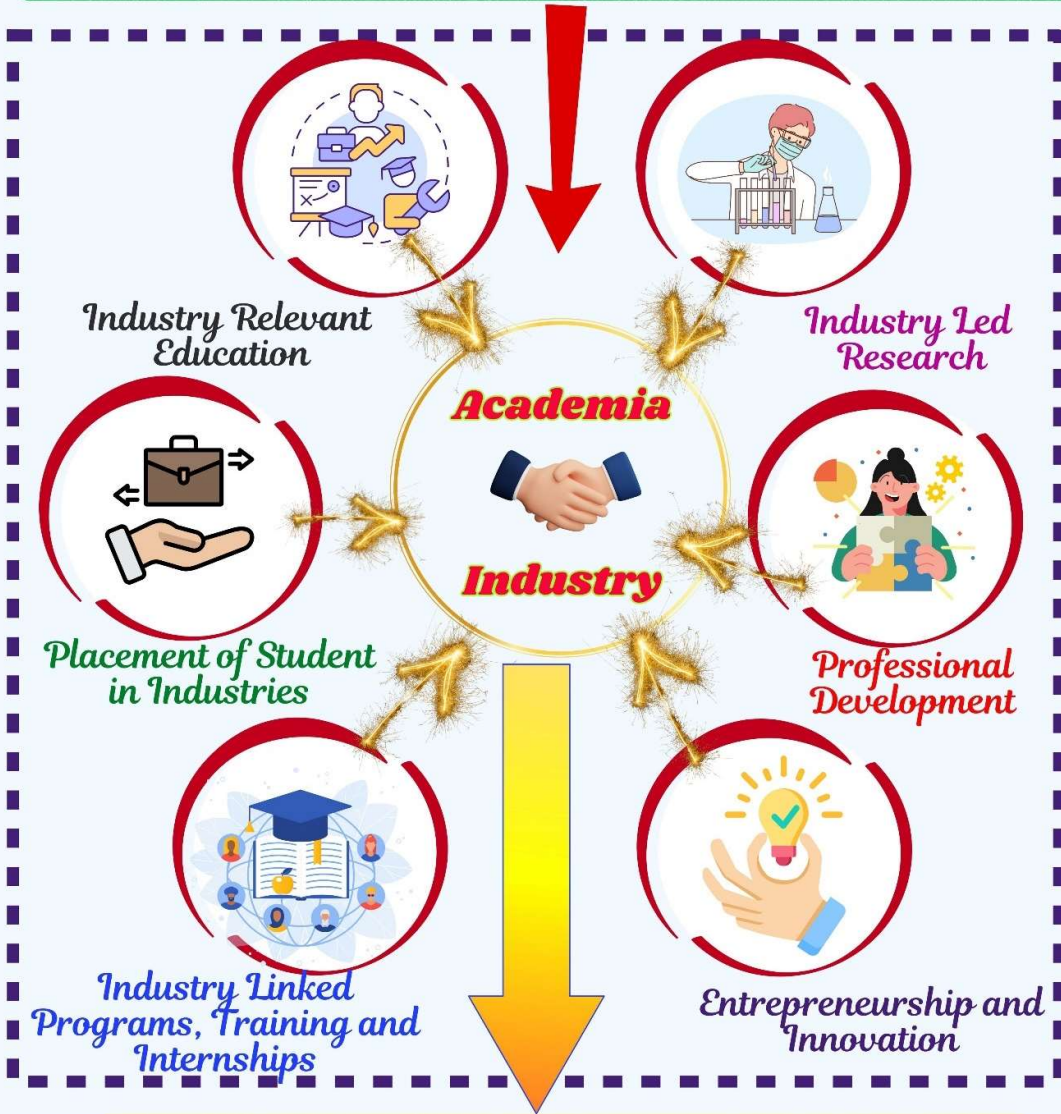 Industry Relevant
Education
Industry Led
Research
Academia
Industry
Placement of Student
in Industries
Professional
Development
Industry Linked
Programs, Training and
Internships
Entrepreneurship and
Innovation